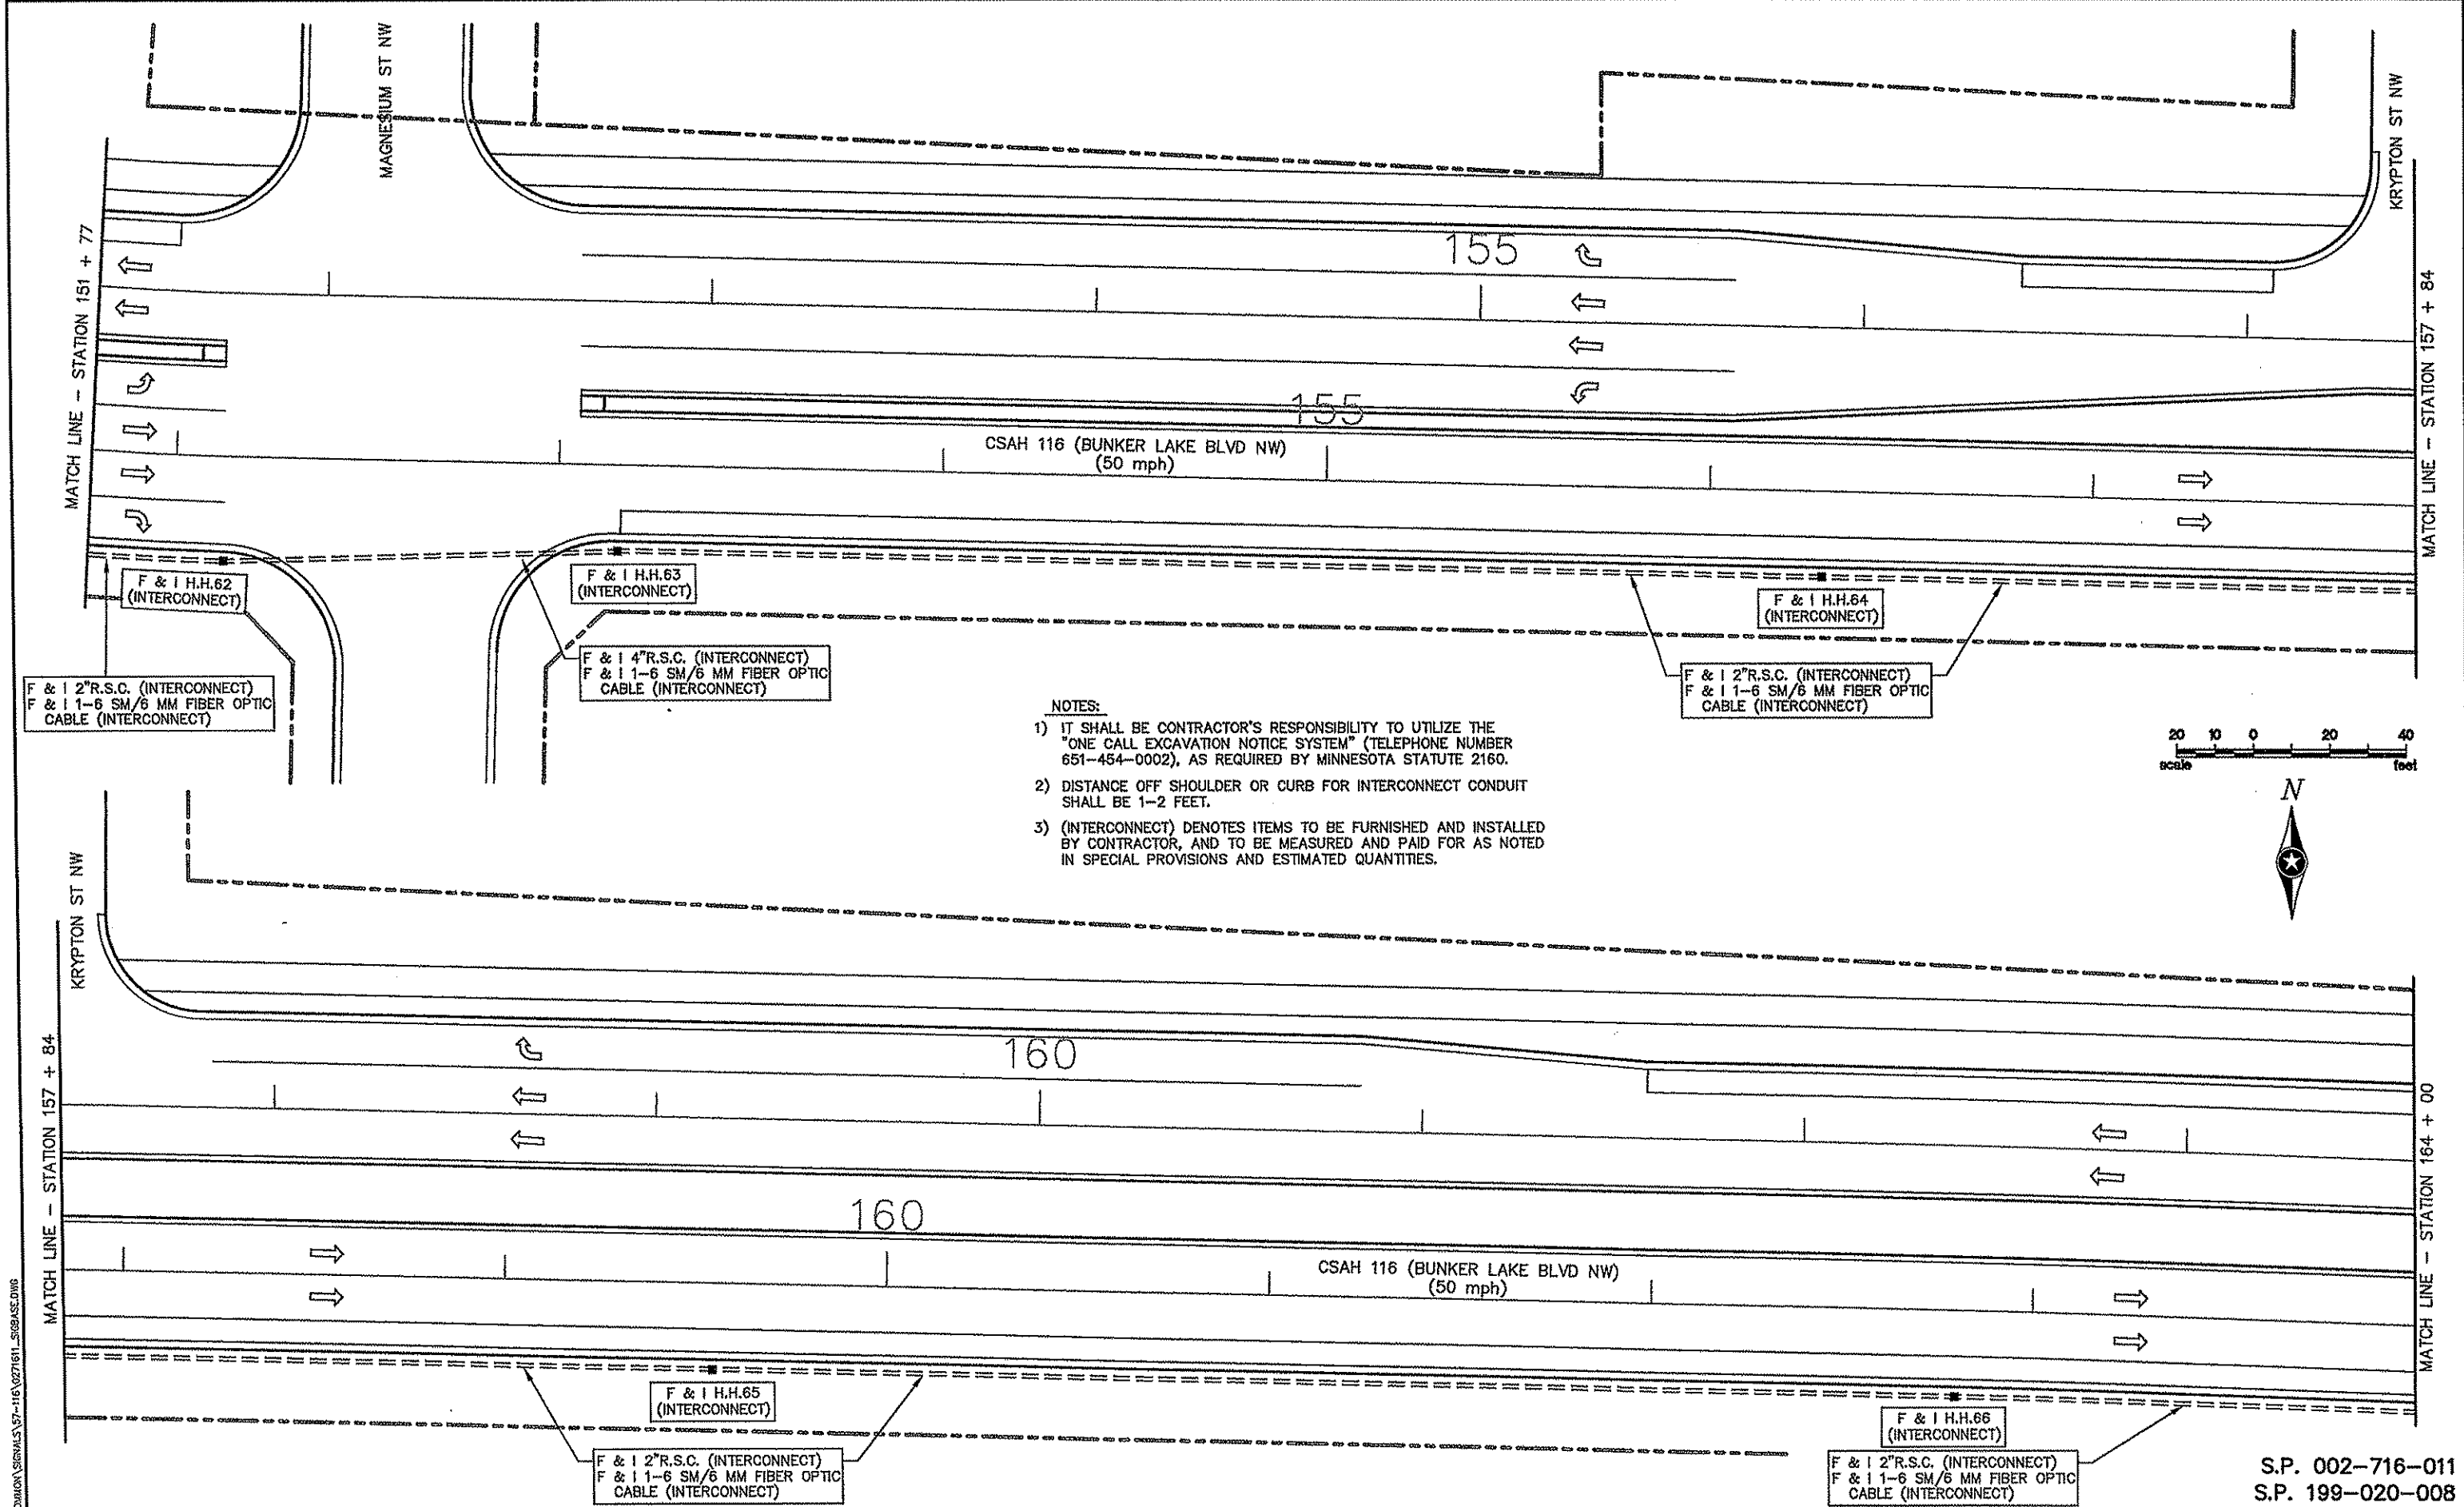 MAGNESIUM ST NW
KRYPTON ST NW
MATCH LINE - STATION 151 + 77
155
155
MATCH LINE - STATION 157 + 84
CSAH 116 (BUNKER LAKE BLVD NW)
(50 mph)
F & I H.H.62
(INTERCONNECT)
F & I H.H.63
(INTERCONNECT)
F & I H.H.64
(INTERCONNECT)
F & I 2"R.S.C. (INTERCONNECT)
F & I 1-6 SM/6 MM FIBER OPTIC
CABLE (INTERCONNECT)
F & I 4"R.S.C. (INTERCONNECT)
F & I 1-6 SM/6 MM FIBER OPTIC
CABLE (INTERCONNECT)
F & I 2"R.S.C. (INTERCONNECT)
F & I 1-6 SM/6 MM FIBER OPTIC
CABLE (INTERCONNECT)
NOTES:
1) IT SHALL BE CONTRACTOR'S RESPONSIBILITY TO UTILIZE THE
"ONE CALL EXCAVATION NOTICE SYSTEM" (TELEPHONE NUMBER
651-454-0002), AS REQUIRED BY MINNESOTA STATUTE 216D.
2) DISTANCE OFF SHOULDER OR CURB FOR INTERCONNECT CONDUIT
SHALL BE 1-2 FEET.
3) (INTERCONNECT) DENOTES ITEMS TO BE FURNISHED AND INSTALLED
BY CONTRACTOR, AND TO BE MEASURED AND PAID FOR AS NOTED
IN SPECIAL PROVISIONS AND ESTIMATED QUANTITIES.
20 10 0 20 40
scale feet
N
KRYPTON ST NW
MATCH LINE - STATION 157 + 84
160
160
MATCH LINE - STATION 164 + 00
CSAH 116 (BUNKER LAKE BLVD NW)
(50 mph)
F & I H.H.65
(INTERCONNECT)
F & I H.H.66
(INTERCONNECT)
F & I 2"R.S.C. (INTERCONNECT)
F & I 1-6 SM/6 MM FIBER OPTIC
CABLE (INTERCONNECT)
F & I 2"R.S.C. (INTERCONNECT)
F & I 1-6 SM/6 MM FIBER OPTIC
CABLE (INTERCONNECT)
S.P. 002-716-011
S.P. 199-020-008